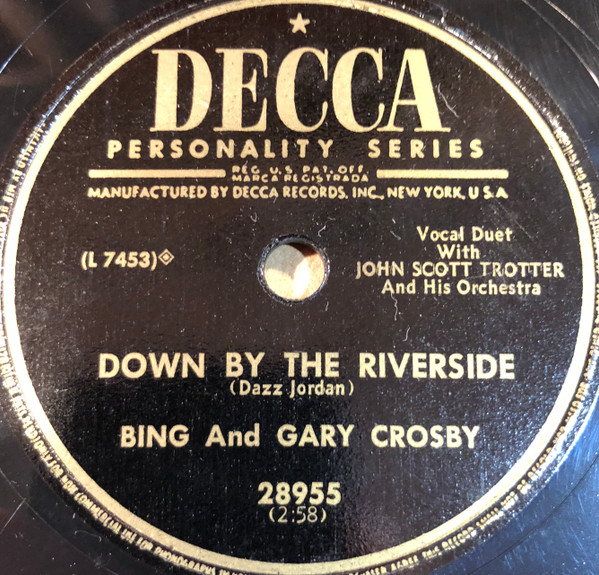 DECCA
PERSONALITY SERIES
REG. U.S. PAT. OFF.
MARCA REGISTRADA
MANUFACTURED BY DECCA RECORDS, INC., NEW YORK, U.S.A
(L 7453)
Vocal Duet
With
JOHN SCOTT TROTTER
And His Orchestra
DOWN BY THE RIVERSIDE
(Dazz Jordan)
BING And GARY CROSBY
28955
(2:58)